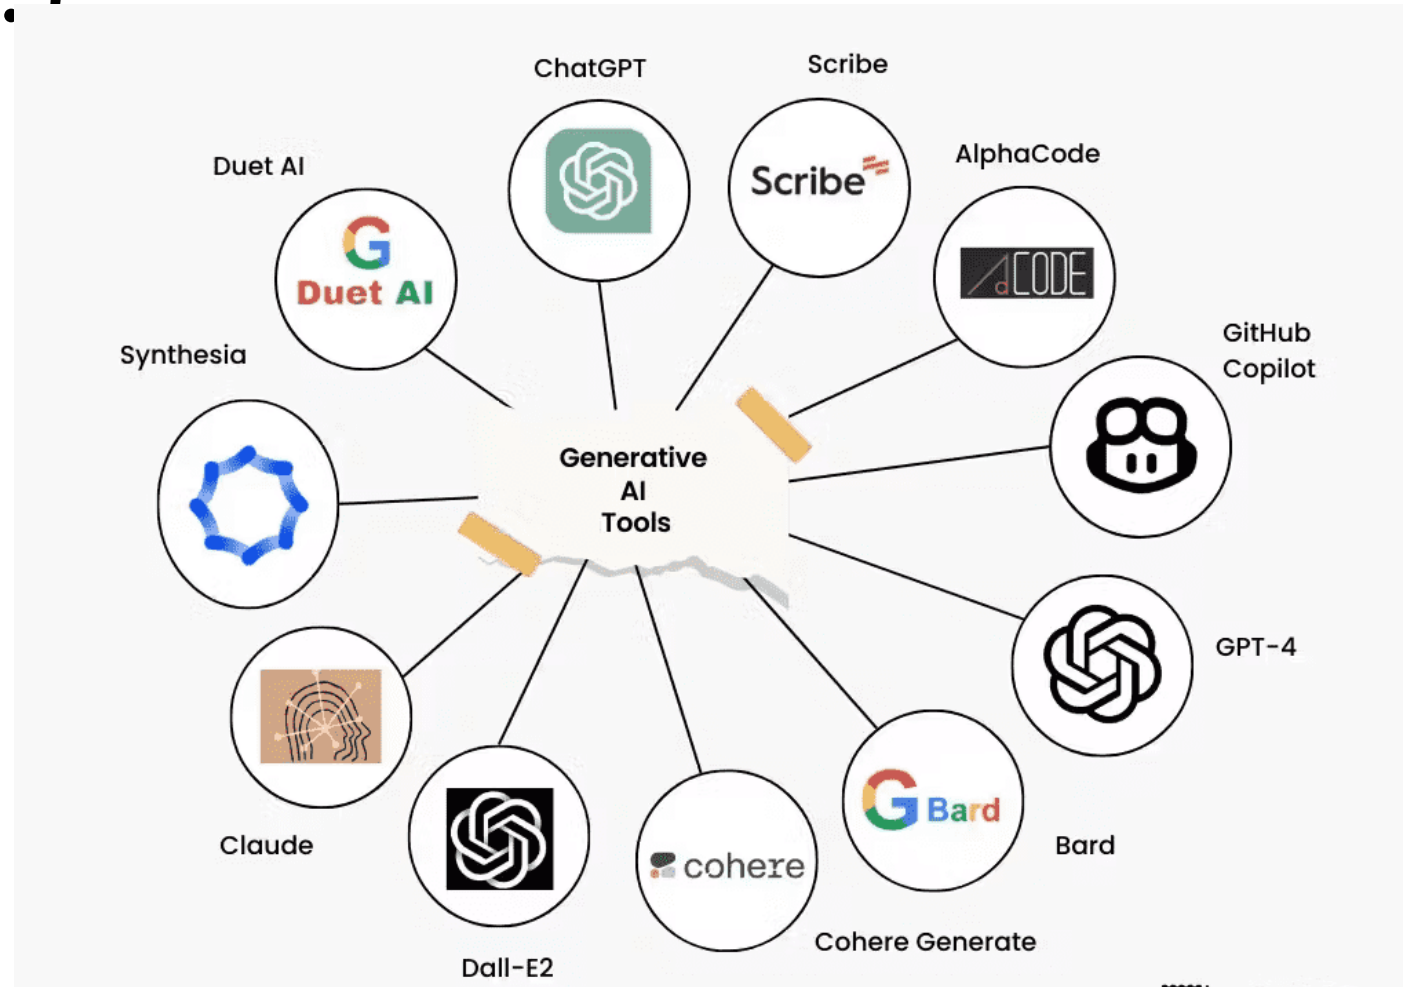 ChatGPT
Scribe
Scribe
AlphaCode
dCODE
Duet AI
G
Duet AI
GitHub
Copilot
Synthesia
Generative
AI
Tools
GPT-4
Claude
G Bard
Bard
cohere
Cohere Generate
Dall-E2